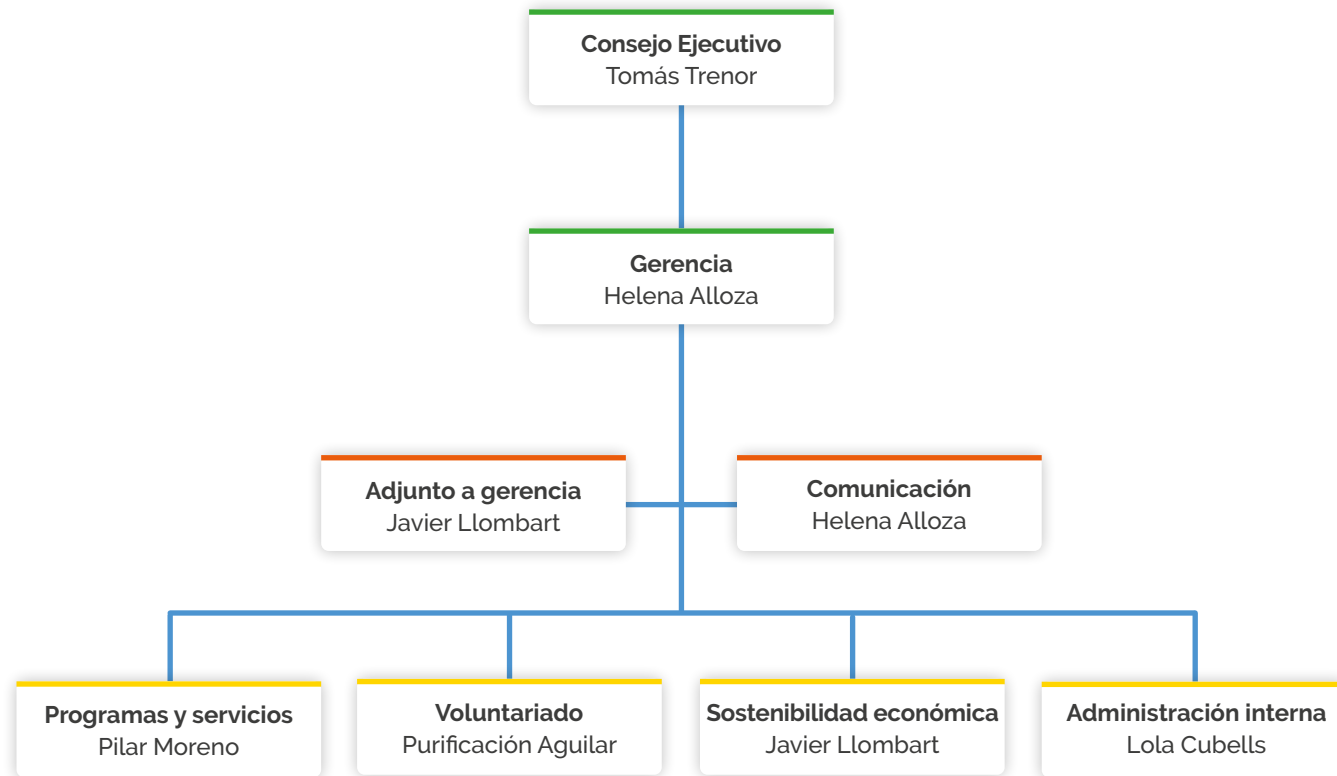 Consejo Ejecutivo
Tomás Trenor
Gerencia
Helena Alloza
Adjunto a gerencia
Javier Llombart
Comunicación
Helena Alloza
Programas y servicios
Pilar Moreno
Voluntariado
Purificación Aguilar
Sostenibilidad económica
Javier Llombart
Administración interna
Lola Cubells